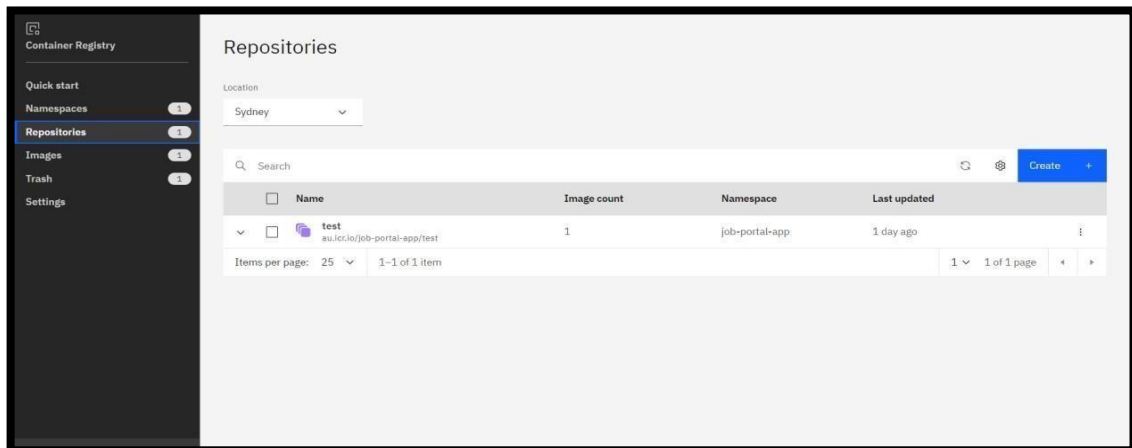 Container Registry
Quick start
Namespaces 1
Repositories 1
Images 1
Trash 1
Settings
Repositories
Location
Sydney
Search
Create +
Name Image count Namespace Last updated
test
au.icr.io/job-portal-app/test
1 job-portal-app 1 day ago
Items per page: 25 1–1 of 1 item 1 1 of 1 page